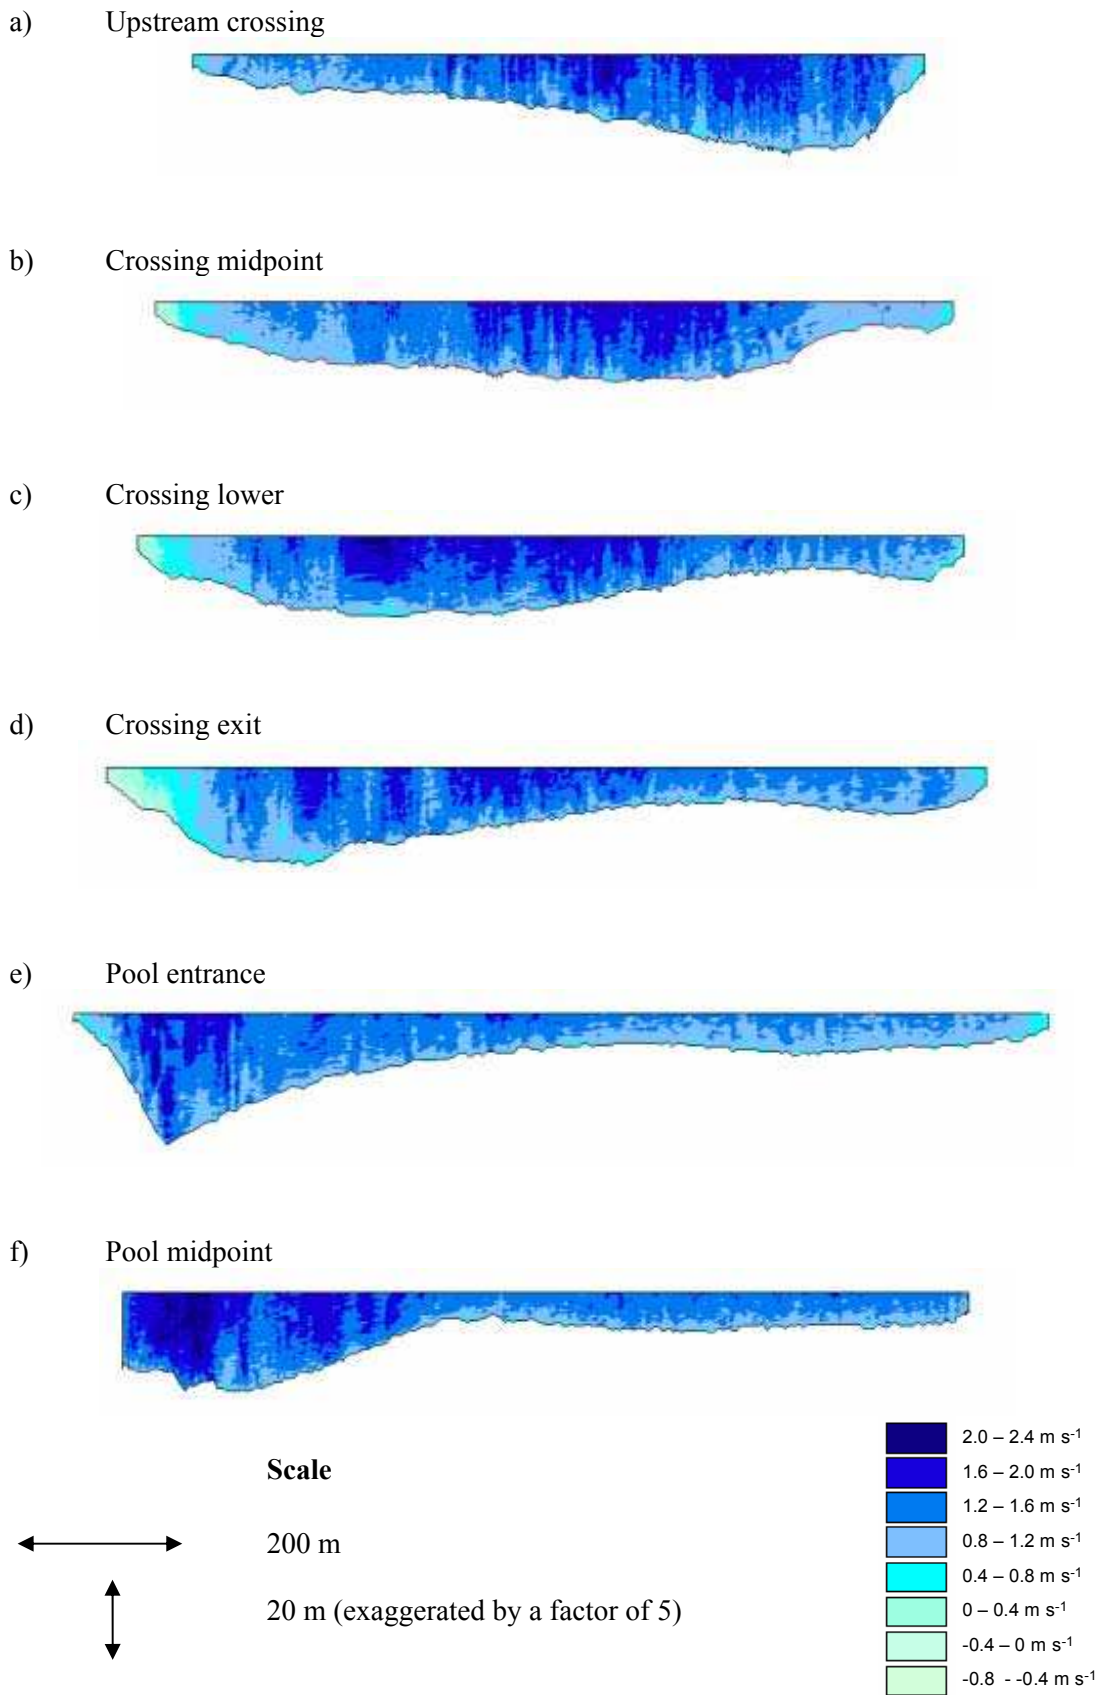 a) Upstream crossing
b) Crossing midpoint
c) Crossing lower
d) Crossing exit
e) Pool entrance
f) Pool midpoint
Scale
200 m
20 m (exaggerated by a factor of 5)
2.0 – 2.4 m s⁻¹
1.6 – 2.0 m s⁻¹
1.2 – 1.6 m s⁻¹
0.8 – 1.2 m s⁻¹
0.4 – 0.8 m s⁻¹
0 – 0.4 m s⁻¹
-0.4 – 0 m s⁻¹
-0.8 - -0.4 m s⁻¹